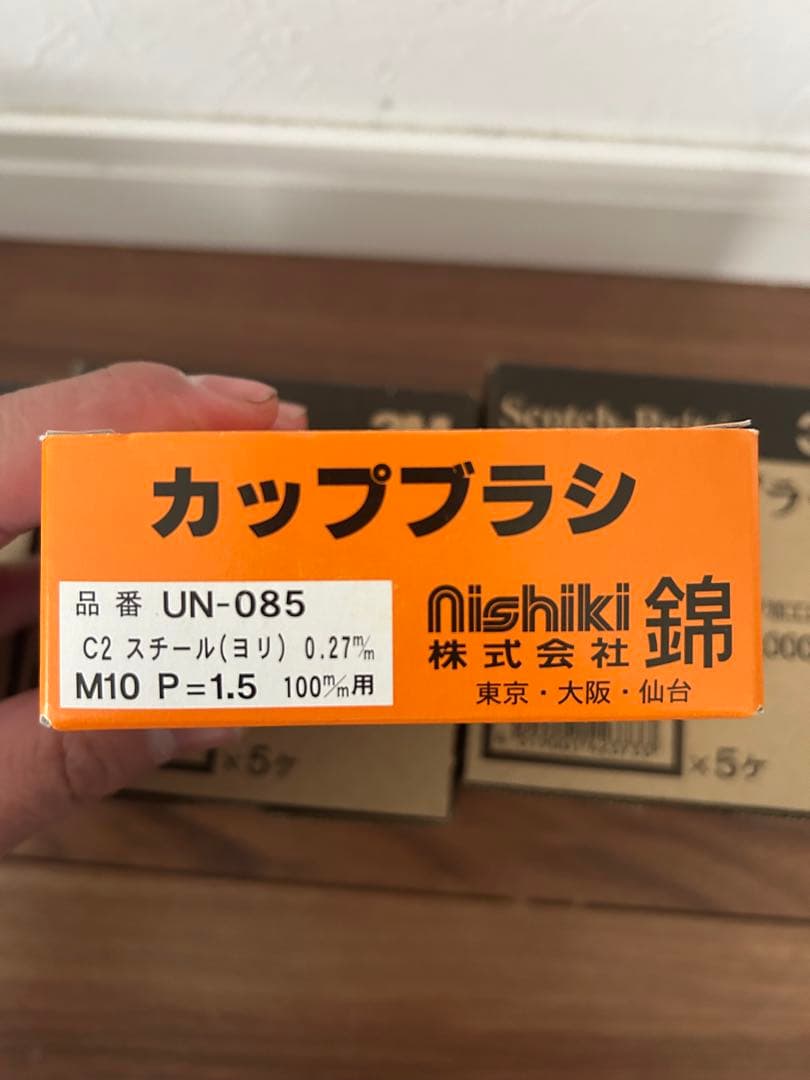 カップブラシ
品番 UN-085
C2 スチール(ヨリ) 0.27m/m
M10 P=1.5 100m/m用
nishiki 錦
株式会社
東京・大阪・仙台
3M
Scotch-Brite
×5ケ
×5ケ